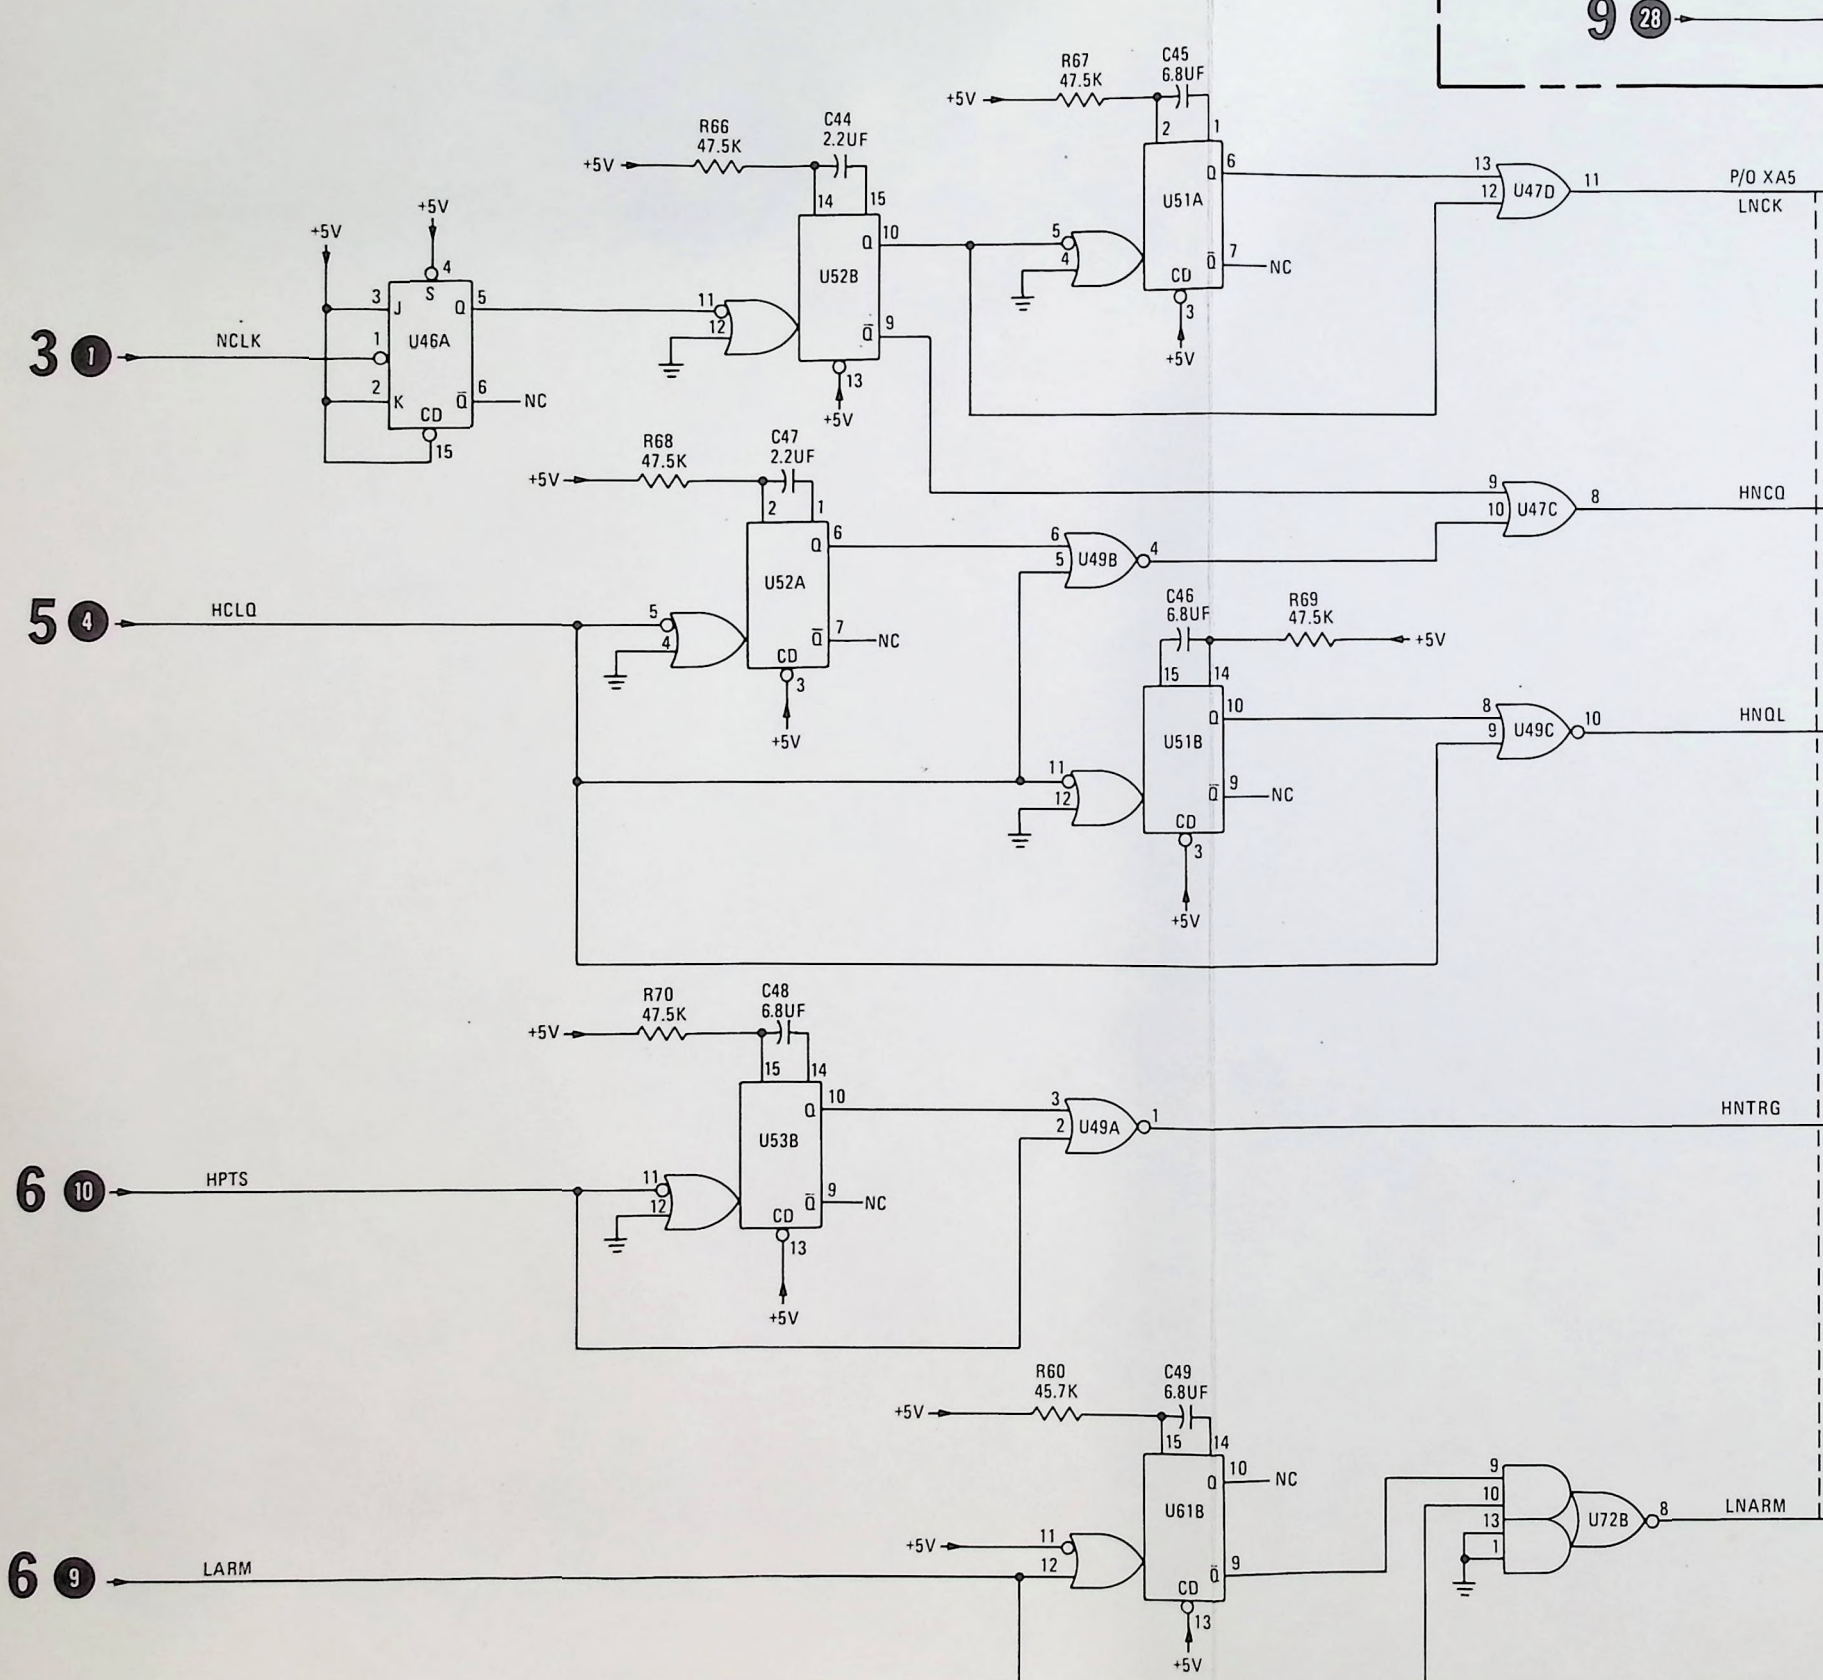 9 28
R67
47.5K
C45
6.8UF
+5V
2
1
Q
6
U51A
Q̄
7
NC
CD
3
+5V
5
4
13
12
U47D
11
P/O XA5
LNCK
R66
47.5K
C44
2.2UF
+5V
14
15
Q
10
U52B
Q̄
9
13
+5V
11
12
+5V
+5V
4
S
3
J
Q
5
3 1
NCLK
1
U46A
2
K
Q̄
6
NC
CD
15
R68
47.5K
C47
2.2UF
+5V
2
1
Q
6
U52A
Q̄
7
NC
CD
3
+5V
5 4
HCLQ
5
4
6
5
U49B
4
9
10
U47C
8
HNCQ
C46
6.8UF
R69
47.5K
+5V
15
14
Q
10
U51B
Q̄
9
NC
CD
3
+5V
11
12
8
9
U49C
10
HNQL
R70
47.5K
C48
6.8UF
+5V
15
14
Q
10
U53B
Q̄
9
NC
CD
13
+5V
3
2
U49A
1
HNTRG
6 10
HPTS
11
12
R60
45.7K
C49
6.8UF
+5V
15
14
Q
10
NC
U61B
Q̄
9
CD
13
+5V
+5V
11
12
6 9
LARM
9
10
13
1
U72B
8
LNARM